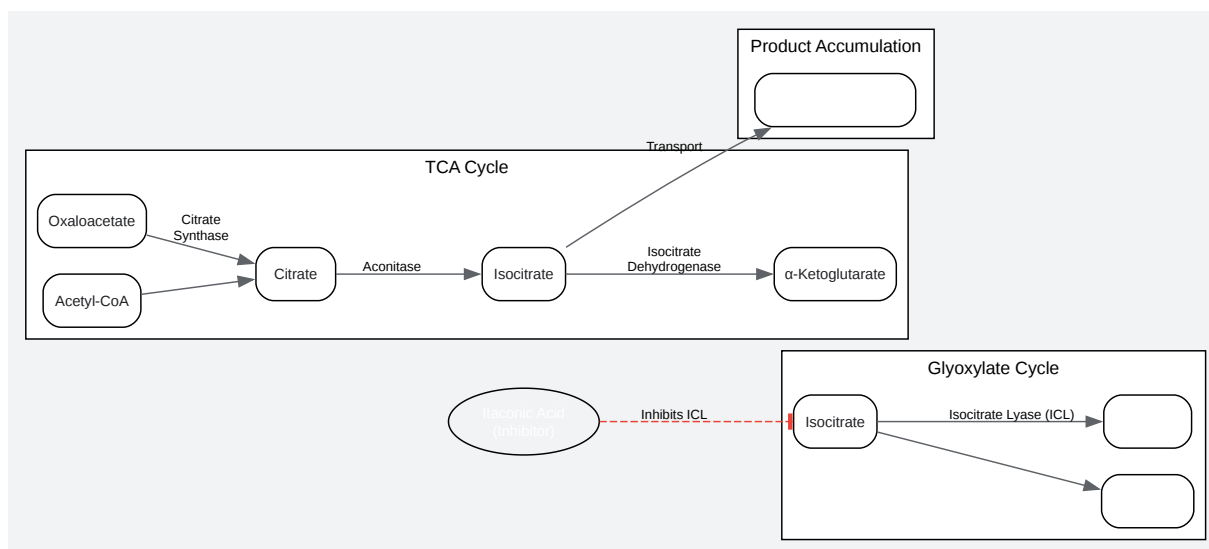 Product Accumulation
Transport
TCA Cycle
Oxaloacetate
Citrate
Synthase
Acetyl-CoA
Citrate
Aconitase
Isocitrate
Isocitrate
Dehydrogenase
α-Ketoglutarate
Glyoxylate Cycle
Itaconic Acid
(Inhibitor)
Inhibits ICL
Isocitrate
Isocitrate Lyase (ICL)